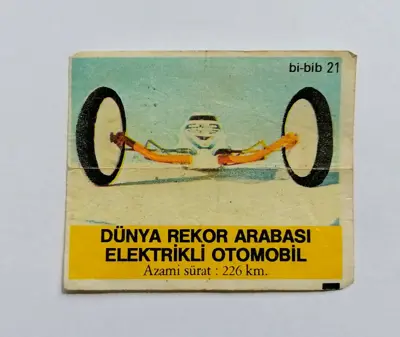 bi-bib 21
DÜNYA REKOR ARABASI
ELEKTRİKLİ OTOMOBİL
Azami sürat : 226 km.